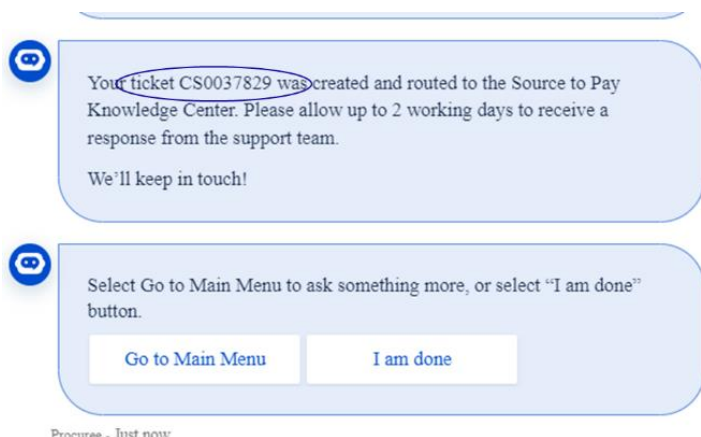 Your ticket CS0037829 was created and routed to the Source to Pay
Knowledge Center. Please allow up to 2 working days to receive a
response from the support team.
We’ll keep in touch!
Select Go to Main Menu to ask something more, or select “I am done”
button.
Go to Main Menu
I am done
Procuree - Just now